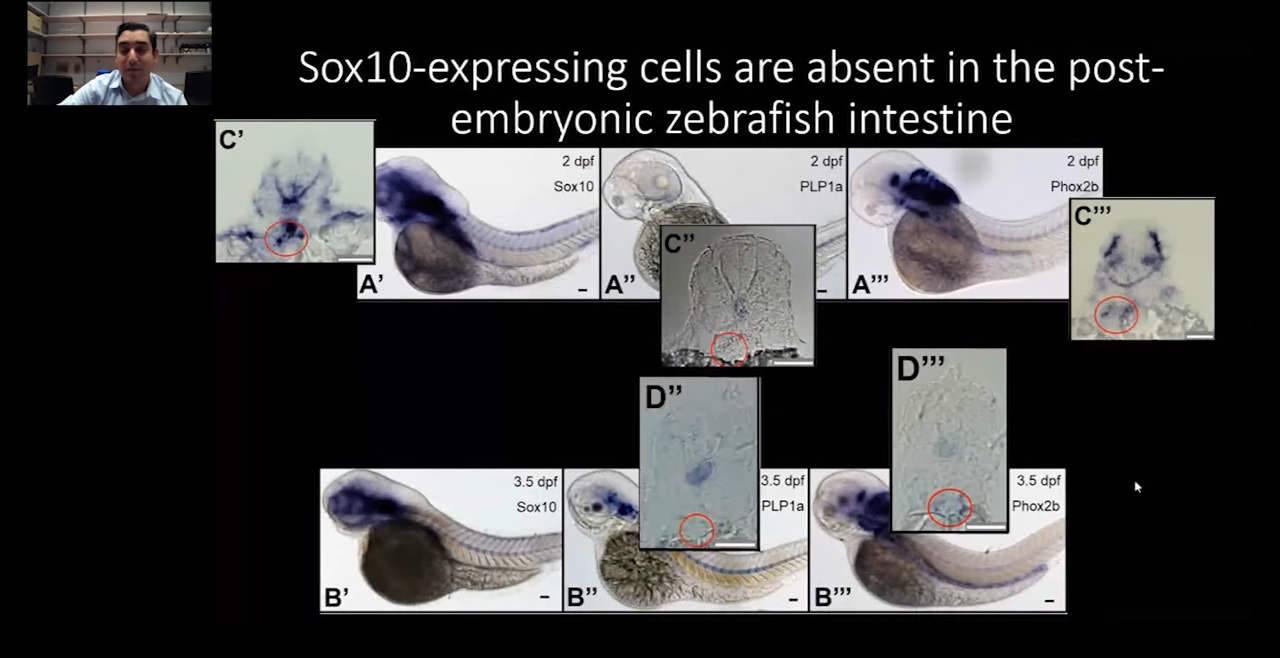 Sox10-expressing cells are absent in the post-
embryonic zebrafish intestine
C’
2 dpf
Sox10
A’
2 dpf
PLP1a
A’’
2 dpf
Phox2b
A’’’
C’’
C’’’
D’’
D’’’
3.5 dpf
Sox10
B’
3.5 dpf
PLP1a
B’’
3.5 dpf
Phox2b
B’’’